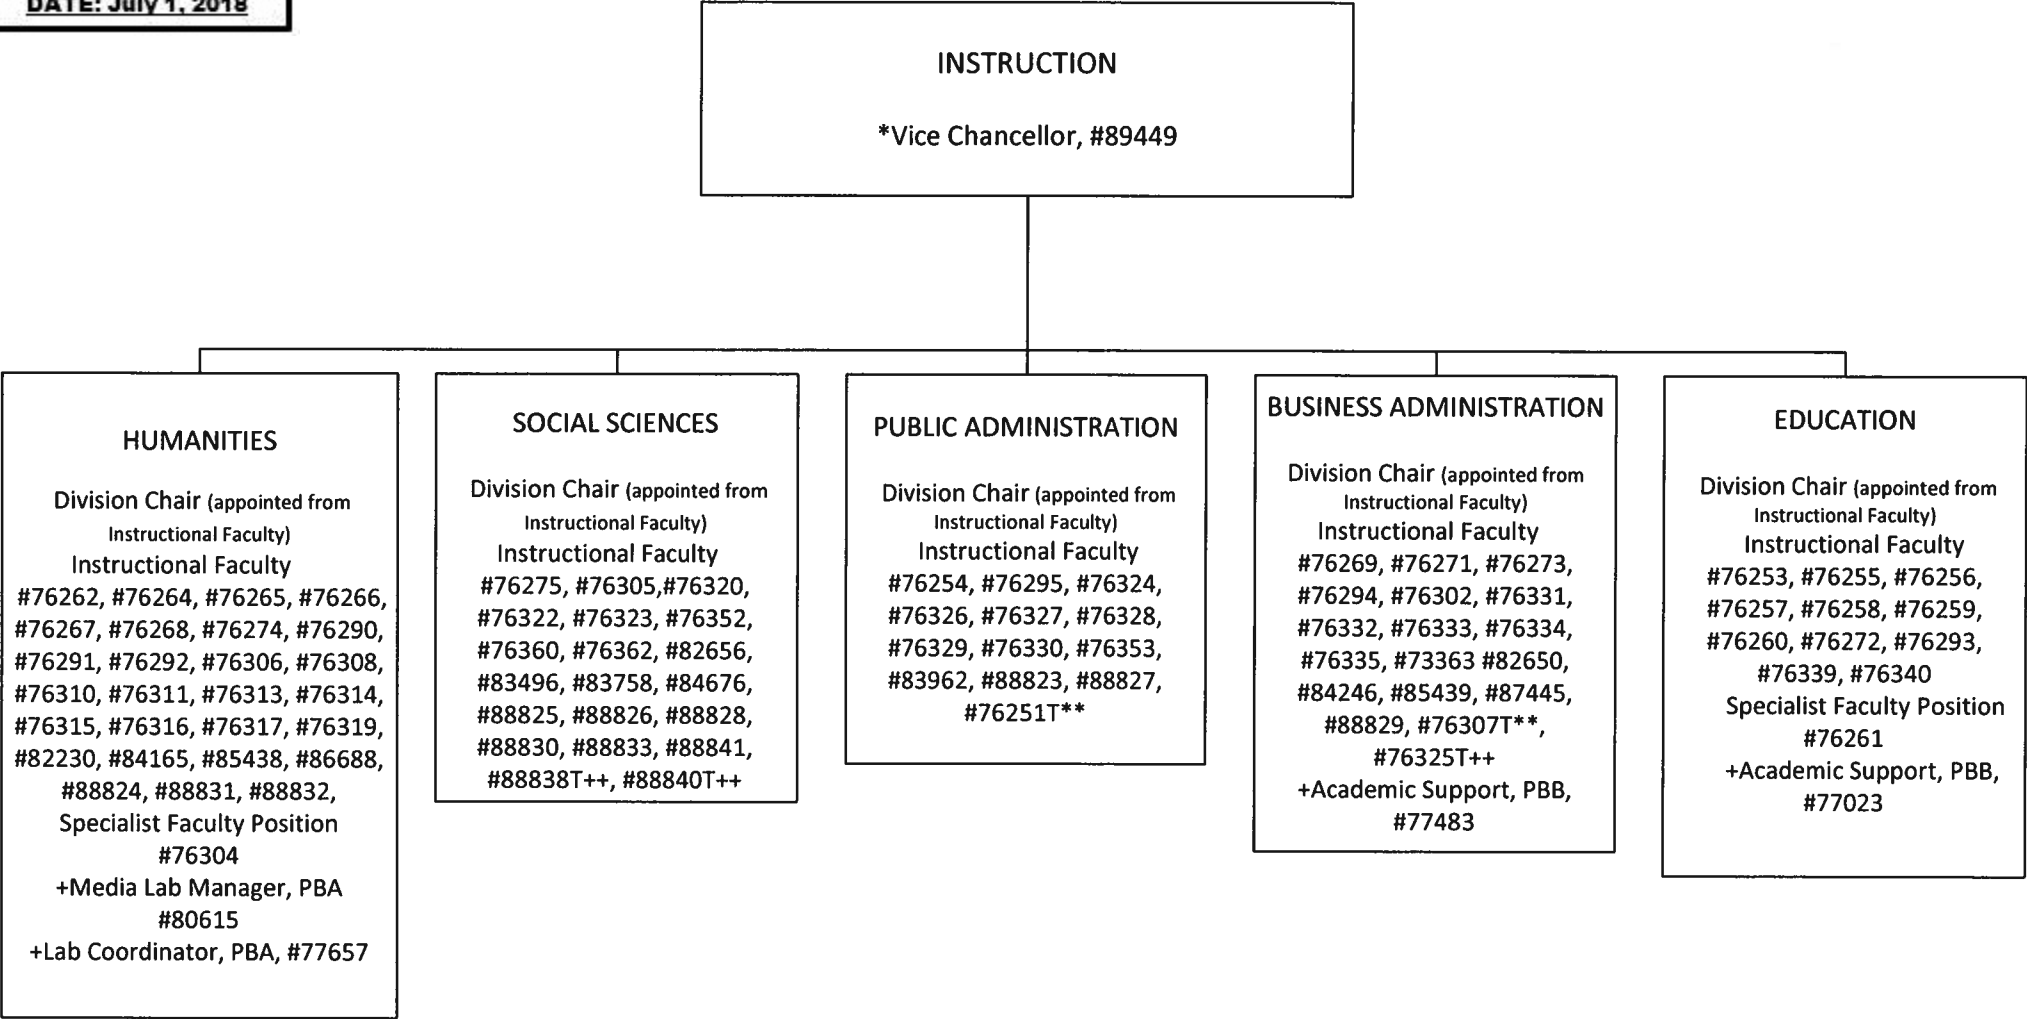 DATE: July 1, 2018
INSTRUCTION
*Vice Chancellor, #89449
HUMANITIES
Division Chair (appointed from
Instructional Faculty)
Instructional Faculty
#76262, #76264, #76265, #76266,
#76267, #76268, #76274, #76290,
#76291, #76292, #76306, #76308,
#76310, #76311, #76313, #76314,
#76315, #76316, #76317, #76319,
#82230, #84165, #85438, #86688,
#88824, #88831, #88832,
Specialist Faculty Position
#76304
+Media Lab Manager, PBA
#80615
+Lab Coordinator, PBA, #77657
SOCIAL SCIENCES
Division Chair (appointed from
Instructional Faculty)
Instructional Faculty
#76275, #76305,#76320,
#76322, #76323, #76352,
#76360, #76362, #82656,
#83496, #83758, #84676,
#88825, #88826, #88828,
#88830, #88833, #88841,
#88838T++, #88840T++
PUBLIC ADMINISTRATION
Division Chair (appointed from
Instructional Faculty)
Instructional Faculty
#76254, #76295, #76324,
#76326, #76327, #76328,
#76329, #76330, #76353,
#83962, #88823, #88827,
#76251T**
BUSINESS ADMINISTRATION
Division Chair (appointed from
Instructional Faculty)
Instructional Faculty
#76269, #76271, #76273,
#76294, #76302, #76331,
#76332, #76333, #76334,
#76335, #73363 #82650,
#84246, #85439, #87445,
#88829, #76307T**,
#76325T++
+Academic Support, PBB,
#77483
EDUCATION
Division Chair (appointed from
Instructional Faculty)
Instructional Faculty
#76253, #76255, #76256,
#76257, #76258, #76259,
#76260, #76272, #76293,
#76339, #76340
Specialist Faculty Position
#76261
+Academic Support, PBB,
#77023